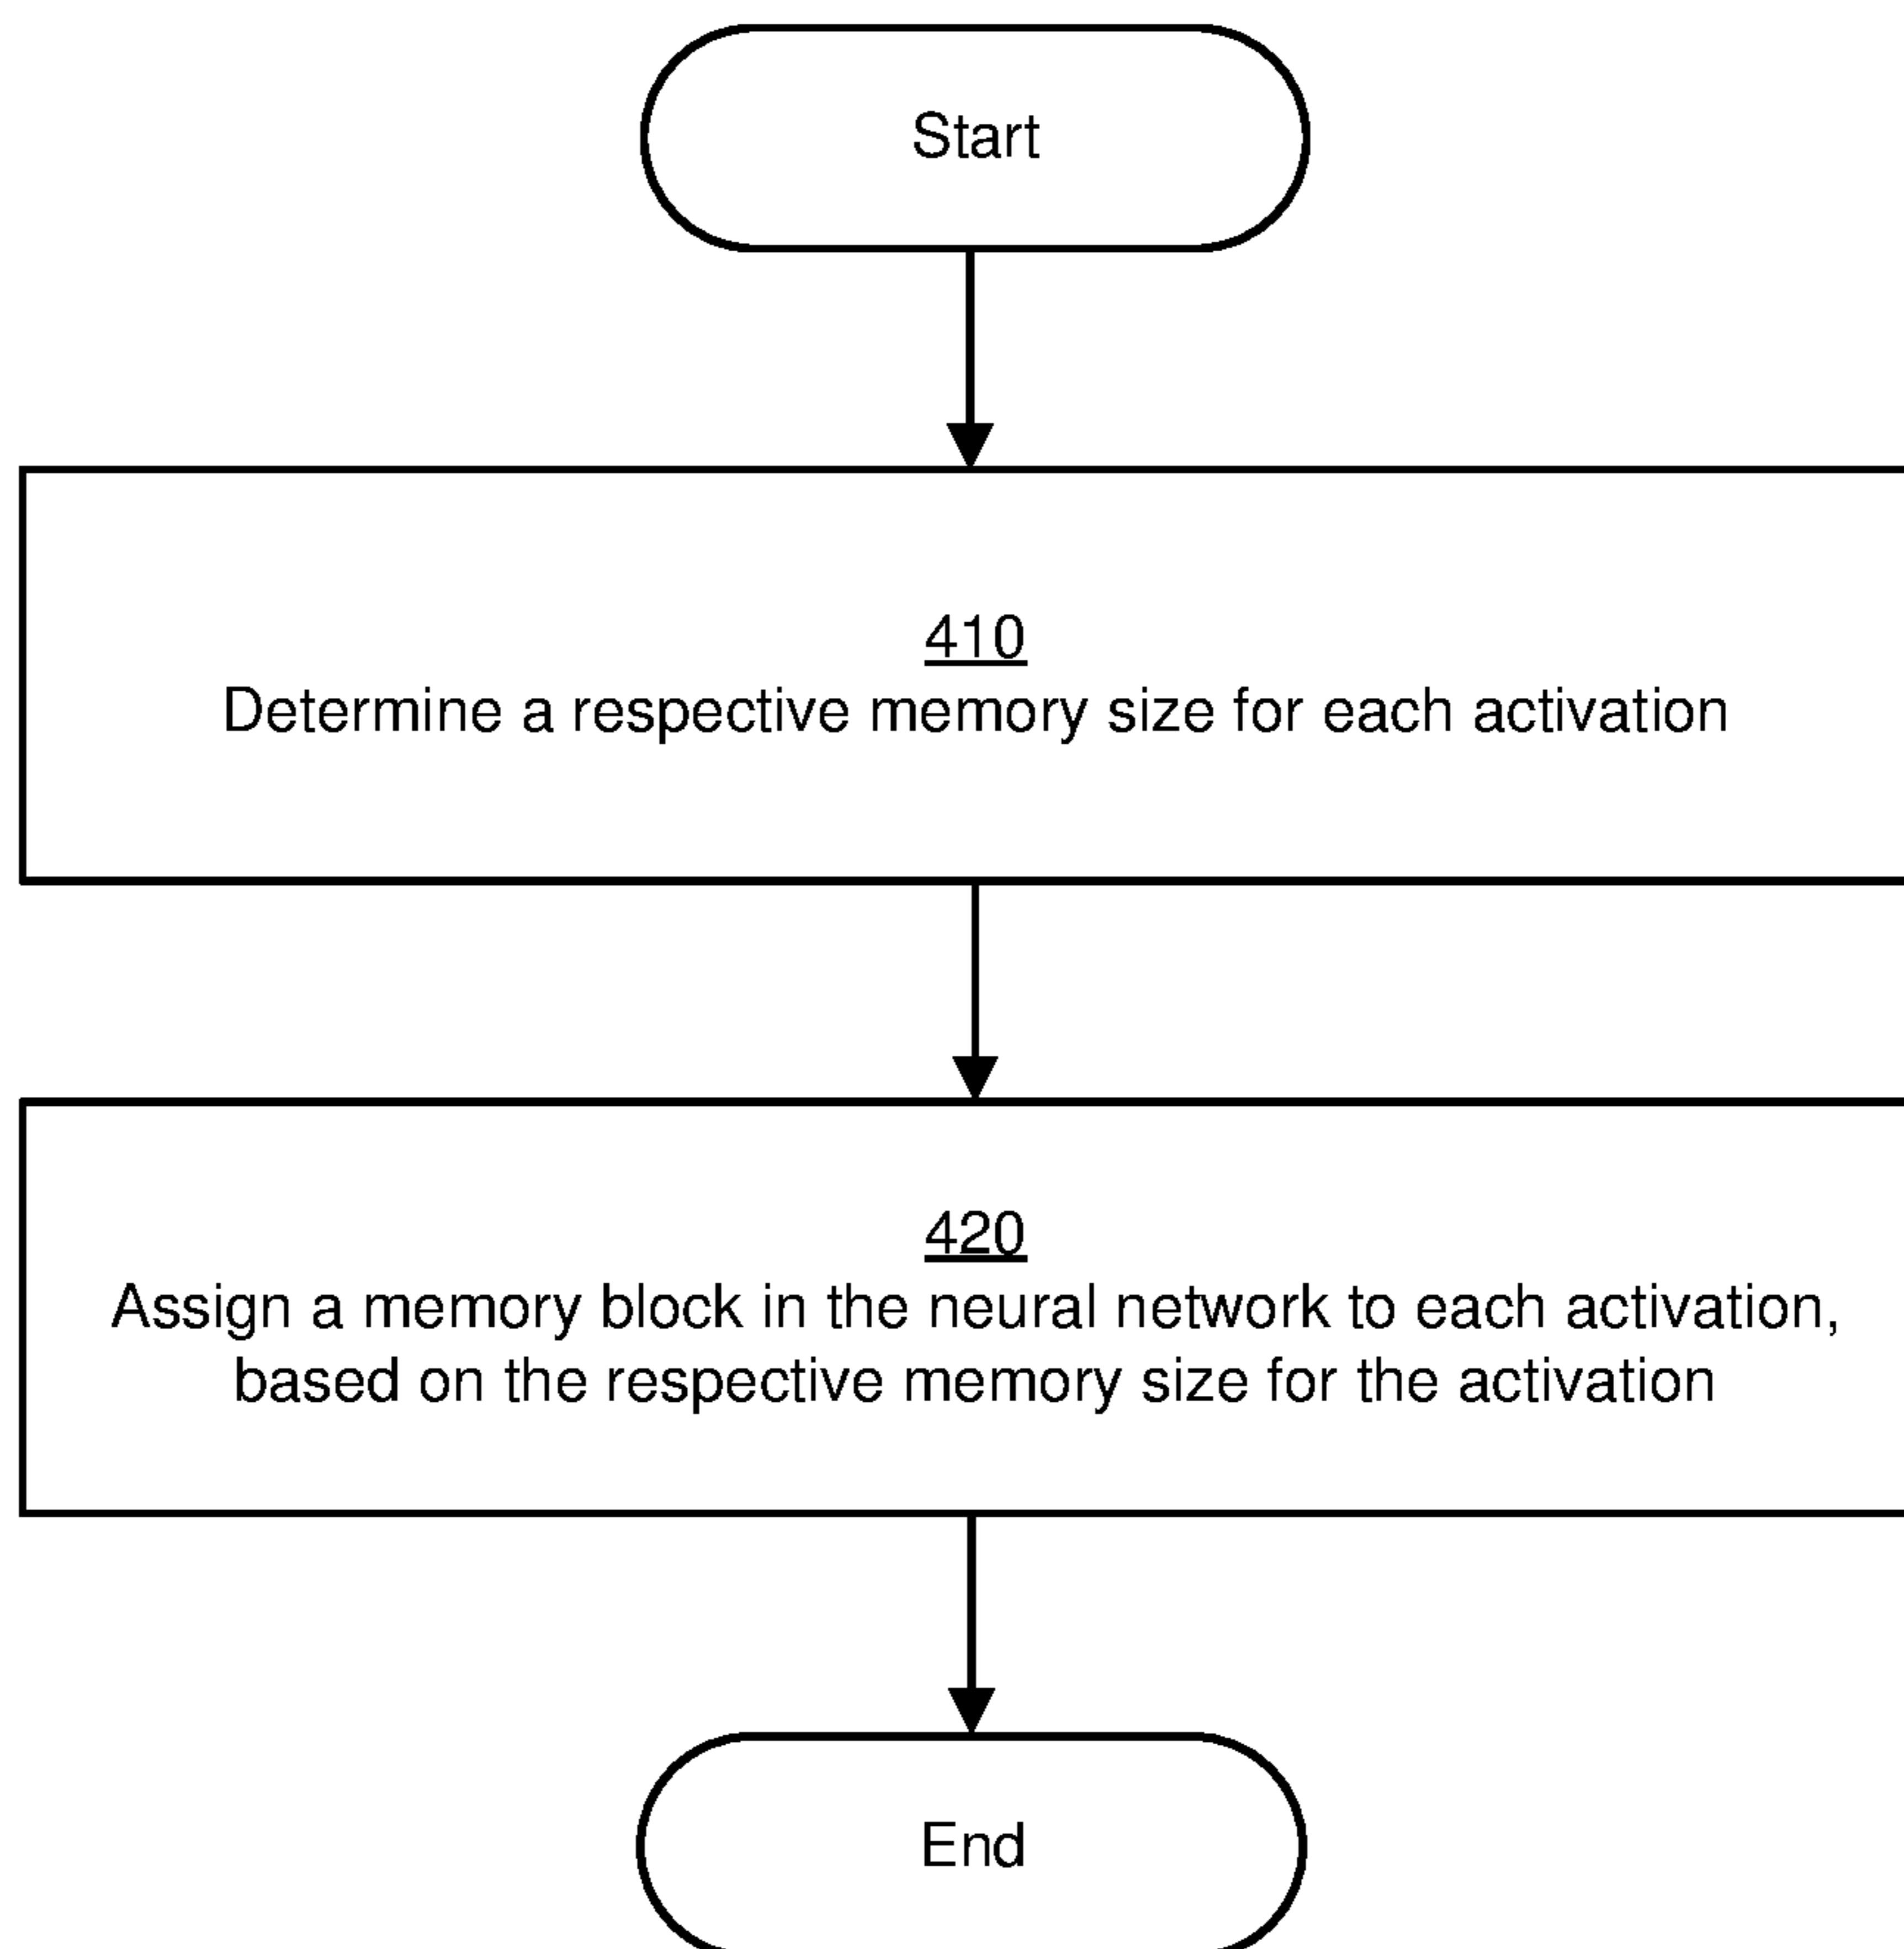 Start
410
Determine a respective memory size for each activation
420
Assign a memory block in the neural network to each activation,
based on the respective memory size for the activation
End